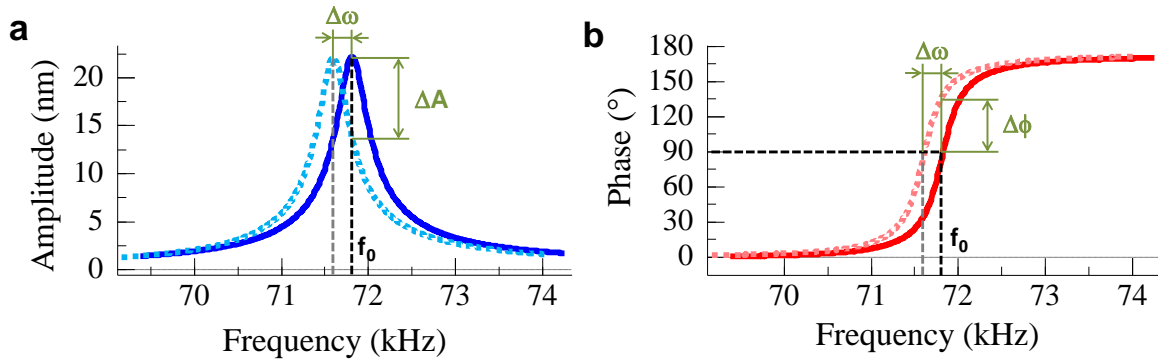 a
Δω
ΔA
f₀
Amplitude (nm)
20
15
10
5
0
70
71
72
73
74
Frequency (kHz)
b
Δω
Δϕ
f₀
Phase (°)
180
150
120
90
60
30
0
70
71
72
73
74
Frequency (kHz)